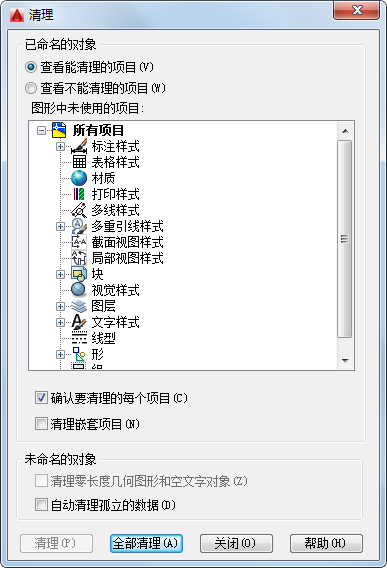 清理
已命名的对象
查看能清理的项目(V)
查看不能清理的项目(W)
图形中未使用的项目:
所有项目
标注样式
表格样式
材质
打印样式
多线样式
多重引线样式
截面视图样式
局部视图样式
块
视觉样式
图层
文字样式
线型
形
组
确认要清理的每个项目(C)
清理嵌套项目(N)
未命名的对象
清理零长度几何图形和空文字对象(Z)
自动清理孤立的数据(D)
清理(P) 全部清理(A) 关闭(O) 帮助(H)